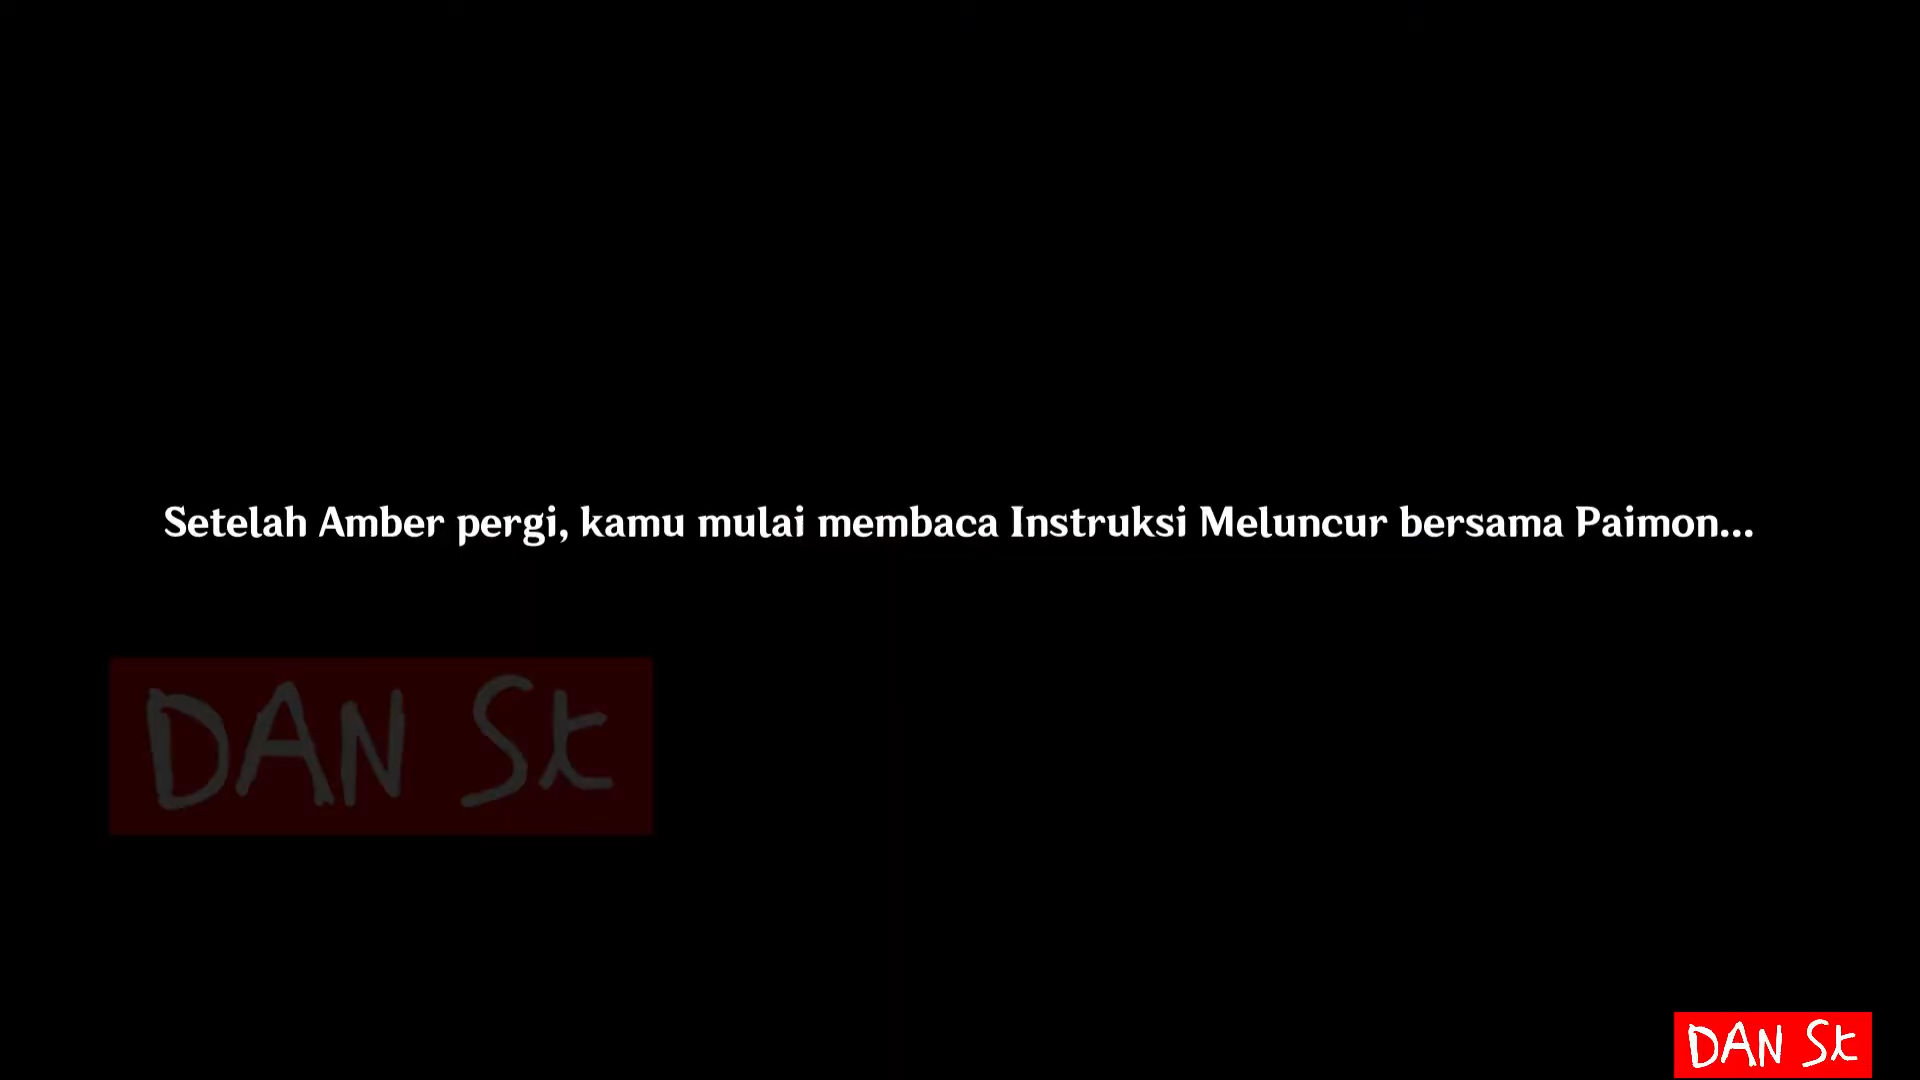 Setelah Amber pergi, kamu mulai membaca Instruksi Meluncur bersama Paimon...
DAN St
DAN St